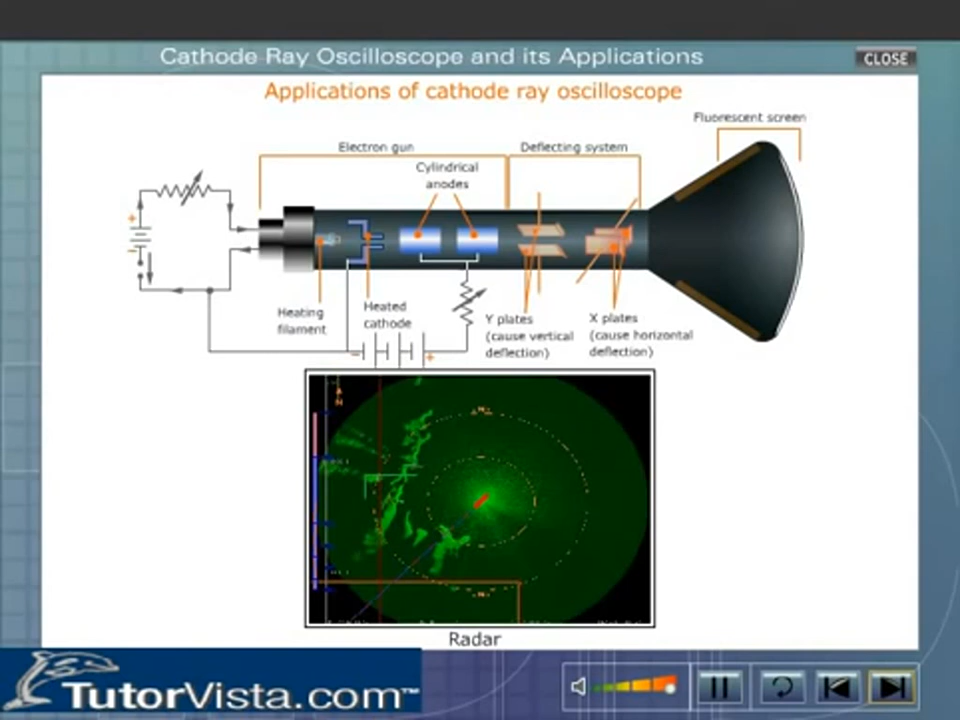 Cathode Ray Oscilloscope and its Applications
CLOSE
Applications of cathode ray oscilloscope
Fluorescent screen
Electron gun
Deflecting system
Cylindrical
anodes
+
−
Heating
filament
Heated
cathode
Y plates
(cause vertical
deflection)
X plates
(cause horizontal
deflection)
−
+
Radar
TutorVista.com™